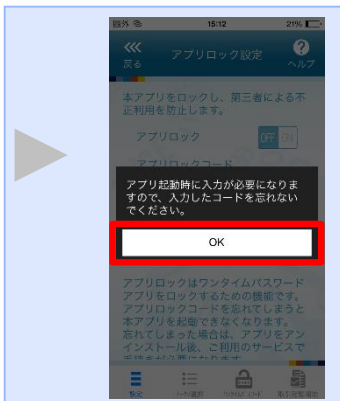 圏外
15:12
21%
戻る
アプリロック設定
?
ヘルプ
本アプリをロックし、第三者による不
正利用を防止します。
アプリロック
OFF ON
アプリロックコード
アプリ起動時に入力が必要になりま
すので、入力したコードを忘れない
でください。
OK
アプリロックはワンタイムパスワード
アプリをロックするための機能です。
アプリロックコードを忘れてしまうと
本アプリを起動できなくなります。
忘れてしまった場合は、アプリをアン
インストール後、ご利用のサービスで
設定